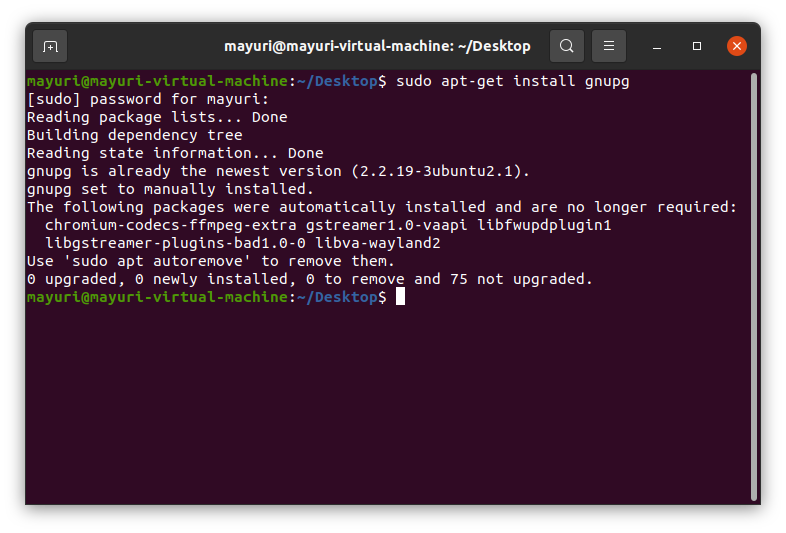 mayuri@mayuri-virtual-machine: ~/Desktop
mayuri@mayuri-virtual-machine:~/Desktop$ sudo apt-get install gnupg
[sudo] password for mayuri:
Reading package lists... Done
Building dependency tree
Reading state information... Done
gnupg is already the newest version (2.2.19-3ubuntu2.1).
gnupg set to manually installed.
The following packages were automatically installed and are no longer required:
  chromium-codecs-ffmpeg-extra gstreamer1.0-vaapi libfwupdplugin1
  libgstreamer-plugins-bad1.0-0 libva-wayland2
Use 'sudo apt autoremove' to remove them.
0 upgraded, 0 newly installed, 0 to remove and 75 not upgraded.
mayuri@mayuri-virtual-machine:~/Desktop$